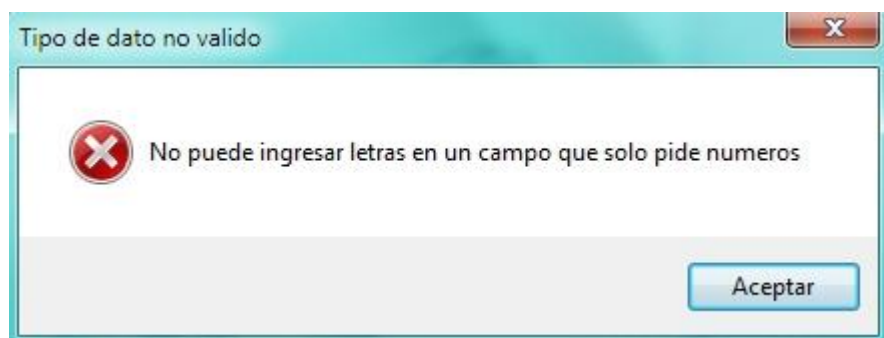 Tipo de dato no valido
No puede ingresar letras en un campo que solo pide numeros
Aceptar